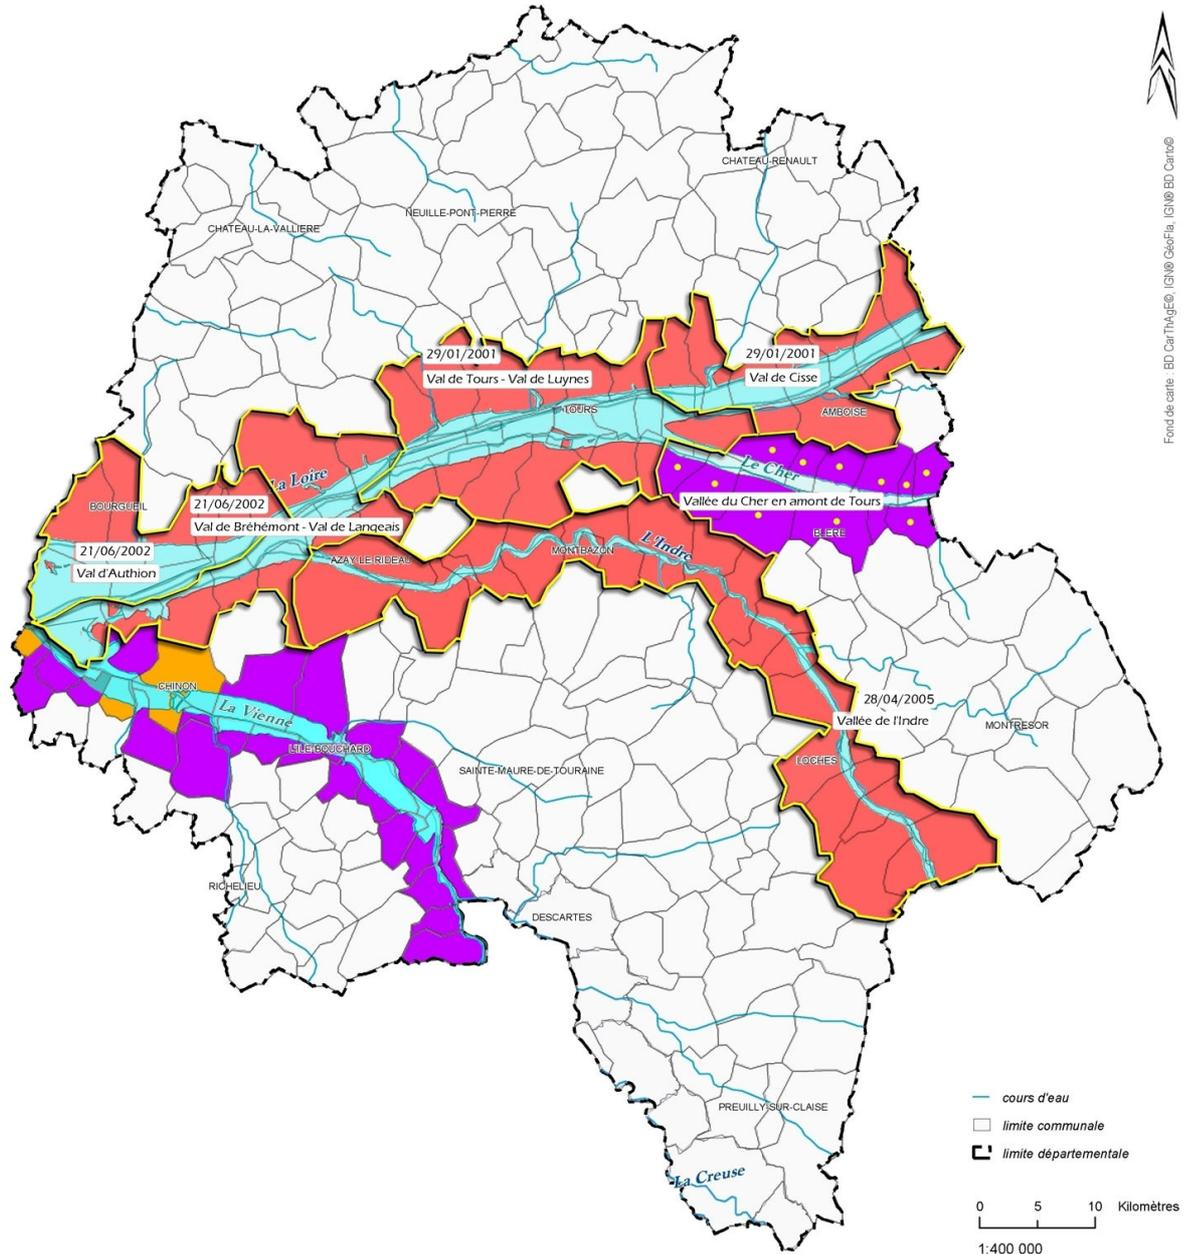 CHATEAU-RENAULT
NEUILLE-PONT-PIERRE
CHATEAU-LA-VALLIERE
29/01/2001
Val de Tours - Val de Luynes
29/01/2001
Val de Cisse
TOURS
AMBOISE
La Loire
Le Cher
21/06/2002
Val de Bréhémont - Val de Langeais
BOURGUEIL
Vallée du Cher en amont de Tours
BLERE
21/06/2002
Val d'Authion
AZAY-LE-RIDEAU
MONTBAZON
L'Indre
CHINON
La Vienne
L'ILE-BOUCHARD
28/04/2005
Vallée de l'Indre
MONTRESOR
LOCHES
SAINTE-MAURE-DE-TOURAINE
RICHELIEU
DESCARTES
PREUILLY-SUR-CLAISE
La Creuse
cours d'eau
limite communale
limite départementale
0 5 10 Kilomètres
1:400 000
Fond de carte : BD CarThAgE©, IGN® GéoFla, IGN® BD Carto©